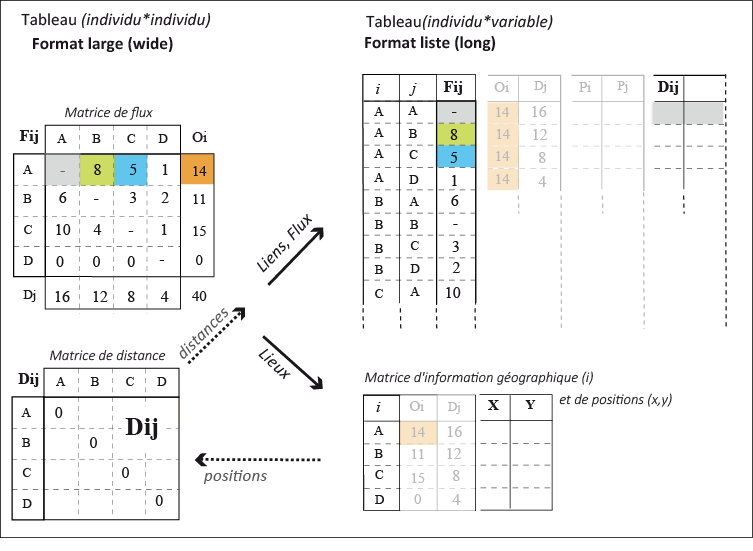 Tableau (individu*individu)
Format large (wide)
Matrice de flux
Fij A B C D Oi
A - 8 5 1 14
B 6 - 3 2 11
C 10 4 - 1 15
D 0 0 0 - 0
Dj 16 12 8 4 40
Matrice de distance
Dij A B C D
A 0
Dij
B 0
C 0
D 0
Liens, Flux
distances
Lieux
positions
Tableau(individu*variable)
Format liste (long)
i j Fij Oi Dj Pi Pj Dij
A A - 14 16
A B 8 14 12
A C 5 14 8
A D 1 14 4
B A 6
B B -
B C 3
B D 2
C A 10
Matrice d'information géographique (i)
et de positions (x,y)
i Oi Dj X Y
A 14 16
B 11 12
C 15 8
D 0 4